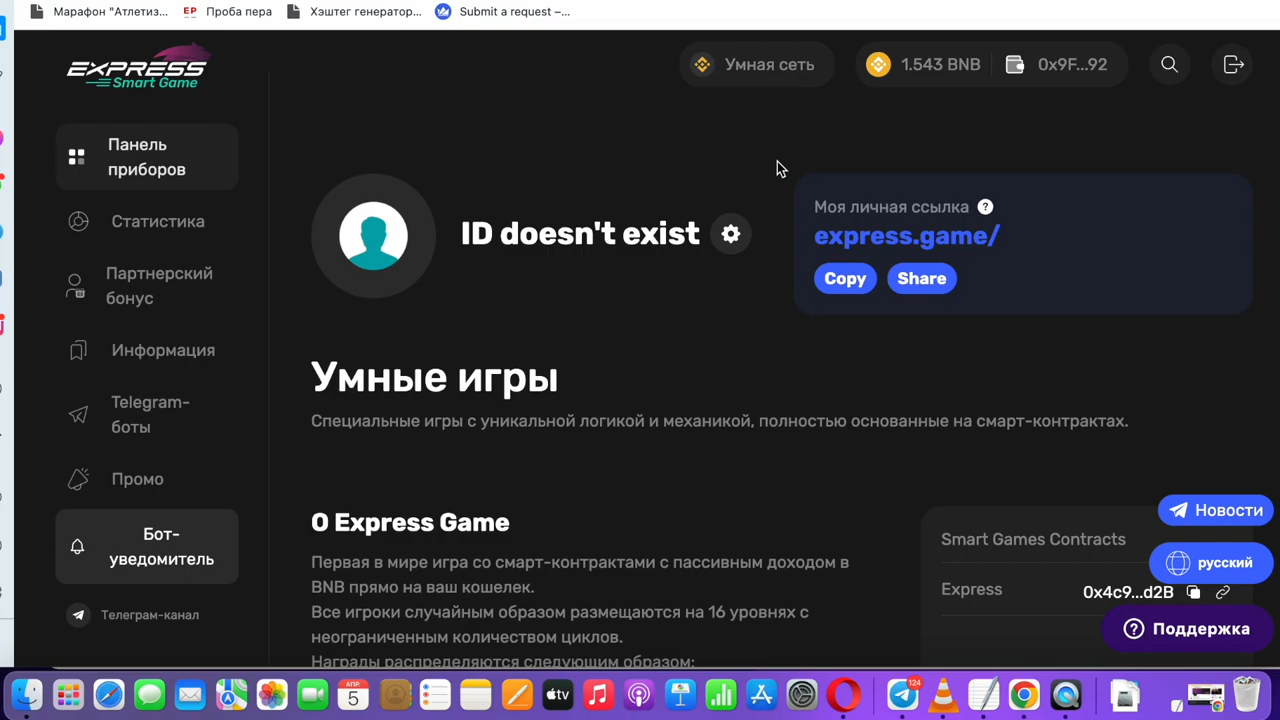 Марафон "Атлетиз...
EP Проба пера
Хэштег генератор...
Submit a request –...
EXPRESS
Smart Game
Умная сеть
1.543 BNB
0x9F...92
Панель
приборов
Статистика
Партнерский
бонус
Информация
Telegram-
боты
Промо
Бот-
уведомитель
Телеграм-канал
ID doesn't exist
Моя личная ссылка ?
express.game/
Copy
Share
Умные игры
Специальные игры с уникальной логикой и механикой, полностью основанные на смарт-контрактах.
О Express Game
Первая в мире игра со смарт-контрактами с пассивным доходом в
BNB прямо на ваш кошелек.
Все игроки случайным образом размещаются на 16 уровнях с
неограниченным количеством циклов.
Награды распределяются следующим образом:
Smart Games Contracts
Express
0x4c9...d2B
Новости
русский
? Поддержка
АПР.
5
tv
124